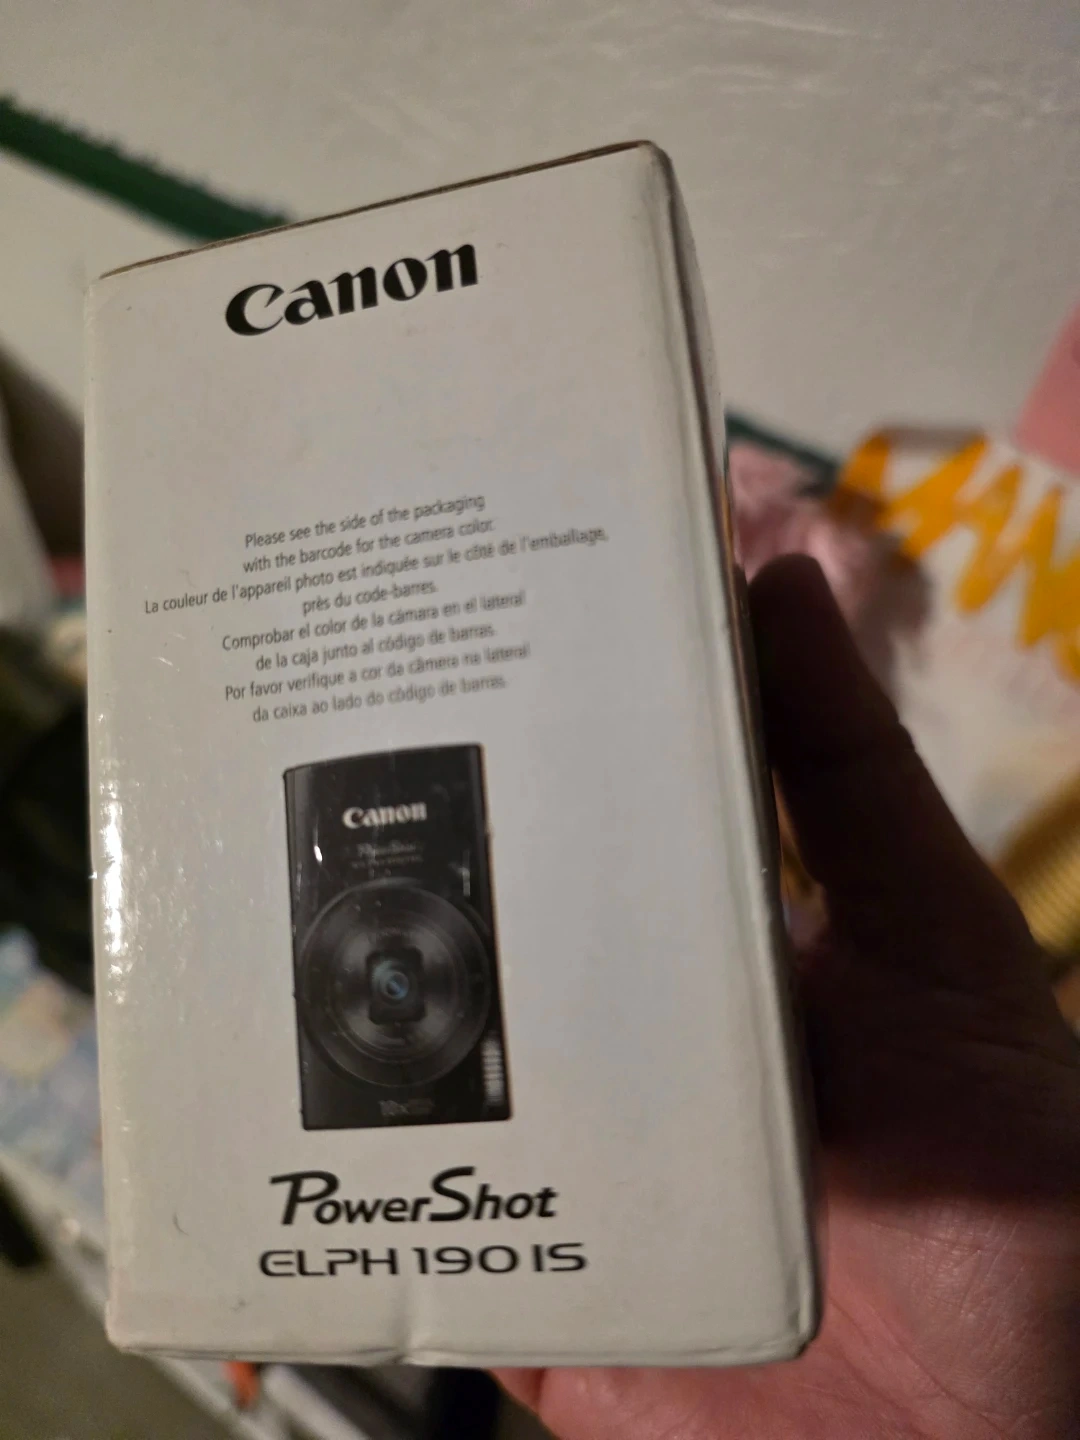 Canon
Please see the side of the packaging
with the barcode for the camera color.
La couleur de l'appareil photo est indiquée sur le côté de l'emballage,
près du code-barres.
Comprobar el color de la cámara en el lateral
de la caja junto al código de barras.
Por favor verifique a cor da câmera na lateral
da caixa ao lado do código de barras.
Canon
PowerShot
PowerShot
ELPH 190 IS